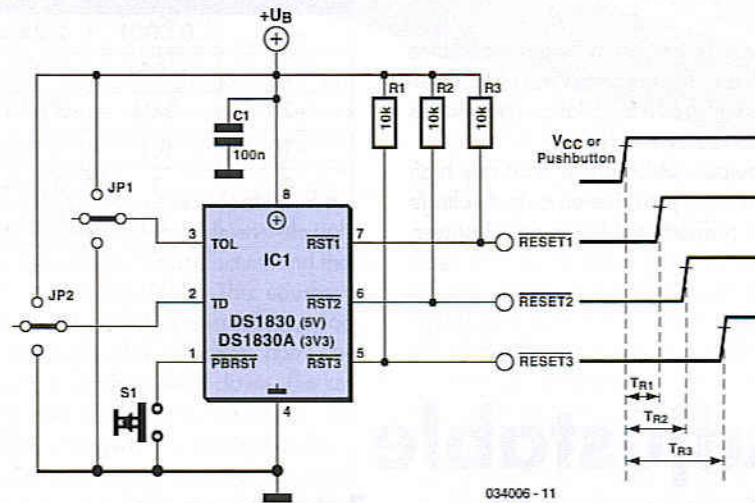 +UB
R1
R2
R3
10k
10k
10k
C1
100n
VCC or
Pushbutton
JP1
8
3
TOL
RST1
7
RESET1
IC1
JP2
2
TD
RST2
6
RESET2
DS1830 (5V)
DS1830A (3V3)
1
PBRST
RST3
5
RESET3
S1
4
TR1
TR2
TR3
034006 - 11